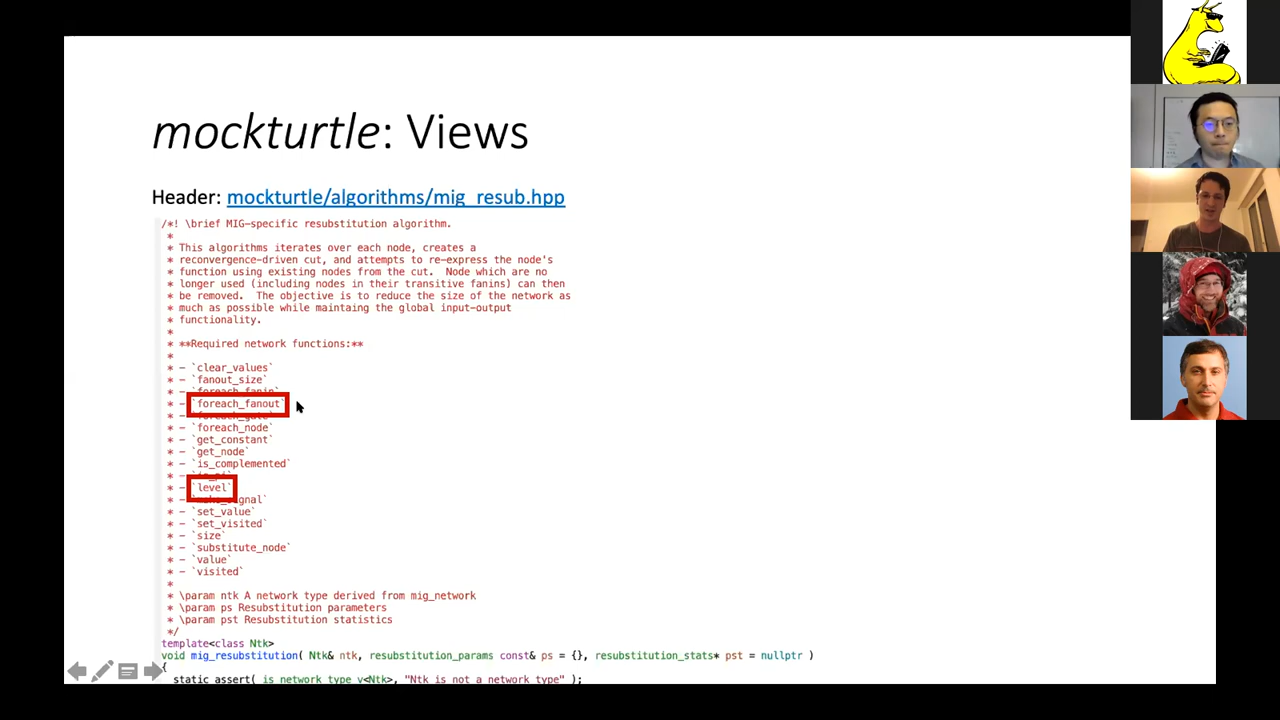 mockturtle: Views
Header: mockturtle/algorithms/mig_resub.hpp
/*! \brief MIG-specific resubstitution algorithm.
*
* This algorithms iterates over each node, creates a
* reconvergence-driven cut, and attempts to re-express the node's
* function using existing nodes from the cut.  Node which are no
* longer used (including nodes in their transitive fanins) can then
* be removed.  The objective is to reduce the size of the network as
* much as possible while maintaing the global input-output
* functionality.
*
* **Required network functions:**
*
* - `clear_values`
* - `fanout_size`
* - `foreach_fanin`
* - `foreach_fanout`
* - `foreach_gate`
* - `foreach_node`
* - `get_constant`
* - `get_node`
* - `is_complemented`
* - `is_pi`
* - `level`
* - `make_signal`
* - `set_value`
* - `set_visited`
* - `size`
* - `substitute_node`
* - `value`
* - `visited`
*
* \param ntk A network type derived from mig_network
* \param ps Resubstitution parameters
* \param pst Resubstitution statistics
*/
template<class Ntk>
void mig_resubstitution( Ntk& ntk, resubstitution_params const& ps = {}, resubstitution_stats* pst = nullptr )
{
static_assert( is_network_type_v<Ntk>, "Ntk is not a network type" );